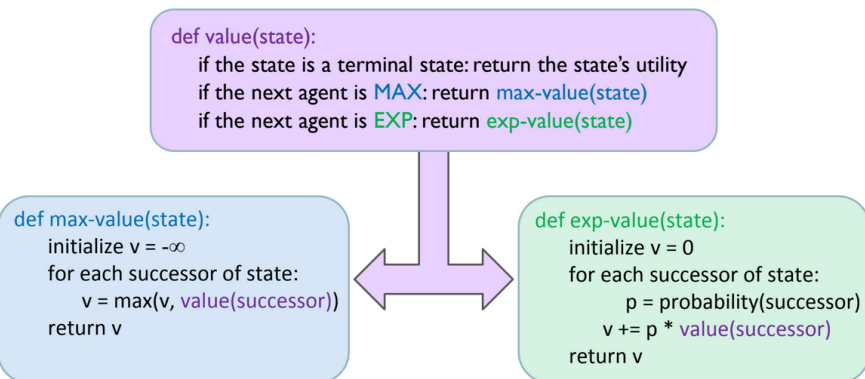 def value(state):
if the state is a terminal state: return the state's utility
if the next agent is MAX: return max-value(state)
if the next agent is EXP: return exp-value(state)
def max-value(state):
initialize v = -∞
for each successor of state:
v = max(v, value(successor))
return v
def exp-value(state):
initialize v = 0
for each successor of state:
p = probability(successor)
v += p * value(successor)
return v